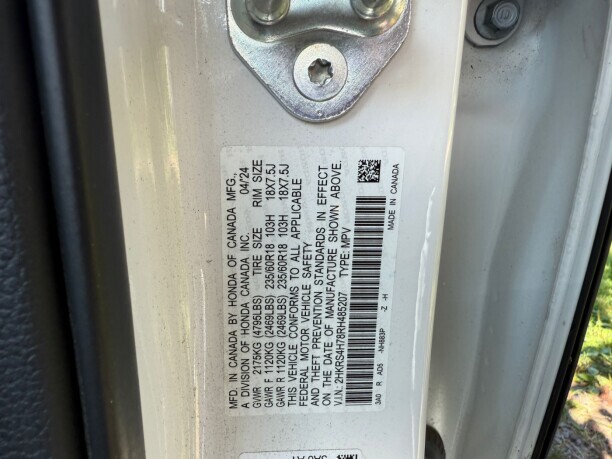 MFD. IN CANADA BY HONDA OF CANADA MFG.,
A DIVISION OF HONDA CANADA INC. 04/24
GVWR 2175KG (4795LBS) TIRE SIZE RIM SIZE
GAWR F 1120KG (2469LBS) 235/60R18 103H 18X7.5J
GAWR R 1120KG (2469LBS) 235/60R18 103H 18X7.5J
THIS VEHICLE CONFORMS TO ALL APPLICABLE
FEDERAL MOTOR VEHICLE SAFETY
AND THEFT PREVENTION STANDARDS IN EFFECT
ON THE DATE OF MANUFACTURE SHOWN ABOVE.
V.I.N.: 2HKRS4H78RH485207 TYPE: MPV
3A0 R AD5 -NH883P -Z -H
MADE IN CANADA